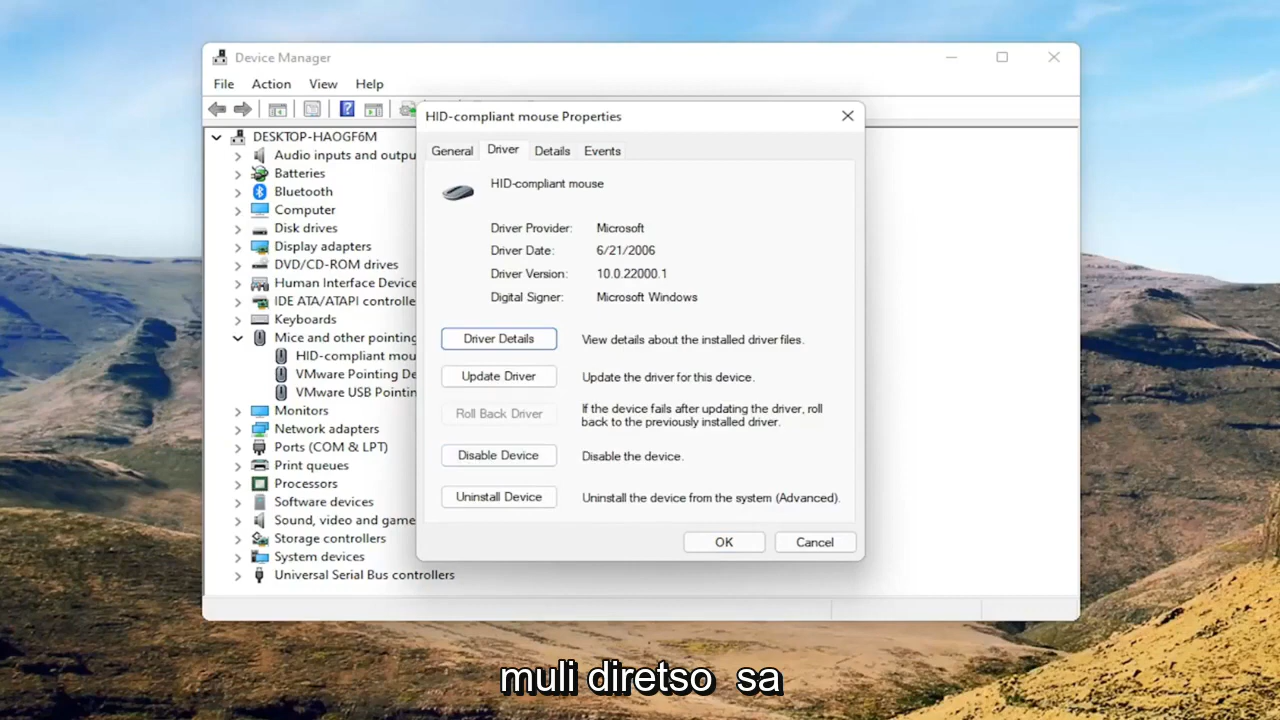 Device Manager
File Action View Help
HID-compliant mouse Properties
DESKTOP-HAOGF6M
Audio inputs and outpu
Batteries
Bluetooth
Computer
Disk drives
Display adapters
DVD/CD-ROM drives
Human Interface Device
IDE ATA/ATAPI controlle
Keyboards
Mice and other pointing
HID-compliant mou
VMware Pointing De
VMware USB Pointin
Monitors
Network adapters
Ports (COM & LPT)
Print queues
Processors
Software devices
Sound, video and game
Storage controllers
System devices
Universal Serial Bus controllers
General Driver Details Events
HID-compliant mouse
Driver Provider: Microsoft
Driver Date: 6/21/2006
Driver Version: 10.0.22000.1
Digital Signer: Microsoft Windows
Driver Details View details about the installed driver files.
Update Driver Update the driver for this device.
Roll Back Driver If the device fails after updating the driver, roll
back to the previously installed driver.
Disable Device Disable the device.
Uninstall Device Uninstall the device from the system (Advanced).
OK Cancel
muli diretso sa